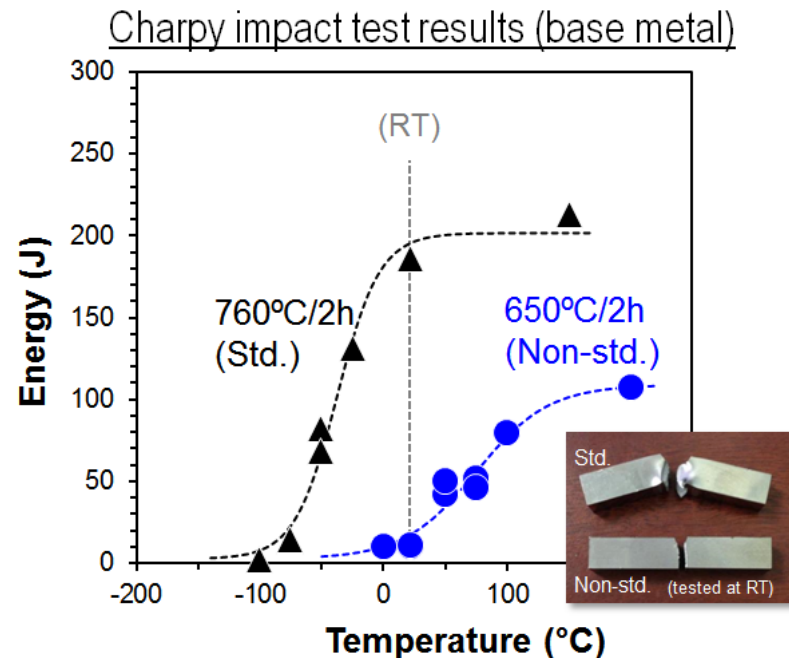 Charpy impact test results (base metal)
300
(RT)
250
200
760ºC/2h
(Std.)
650ºC/2h
(Non-std.)
150
100
50
0
Energy (J)
Std.
Non-std. (tested at RT)
-200
-100
0
100
Temperature (°C)